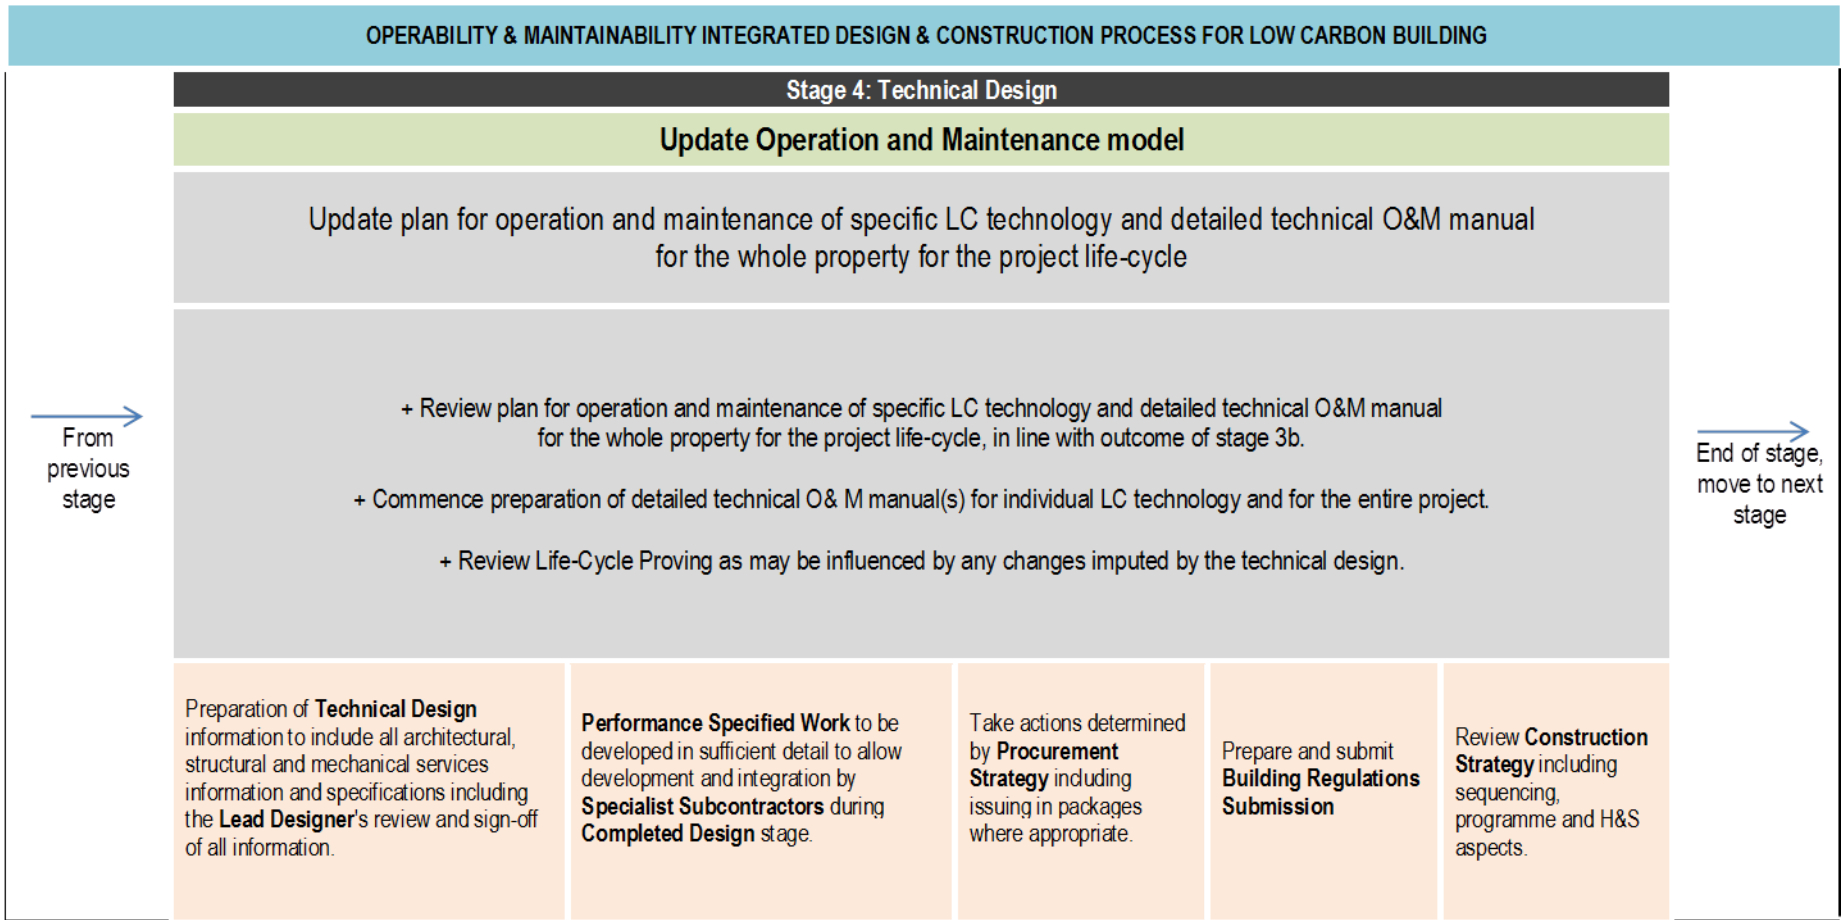 OPERABILITY & MAINTAINABILITY INTEGRATED DESIGN & CONSTRUCTION PROCESS FOR LOW CARBON BUILDING
Stage 4: Technical Design
Update Operation and Maintenance model
Update plan for operation and maintenance of specific LC technology and detailed technical O&M manual
for the whole property for the project life-cycle
From
previous
stage
+ Review plan for operation and maintenance of specific LC technology and detailed technical O&M manual
for the whole property for the project life-cycle, in line with outcome of stage 3b.
+ Commence preparation of detailed technical O& M manual(s) for individual LC technology and for the entire project.
+ Review Life-Cycle Proving as may be influenced by any changes imputed by the technical design.
End of stage,
move to next
stage
Preparation of Technical Design
information to include all architectural,
structural and mechanical services
information and specifications including
the Lead Designer's review and sign-off
of all information.
Performance Specified Work to be
developed in sufficient detail to allow
development and integration by
Specialist Subcontractors during
Completed Design stage.
Take actions determined
by Procurement
Strategy including
issuing in packages
where appropriate.
Prepare and submit
Building Regulations
Submission
Review Construction
Strategy including
sequencing,
programme and H&S
aspects.